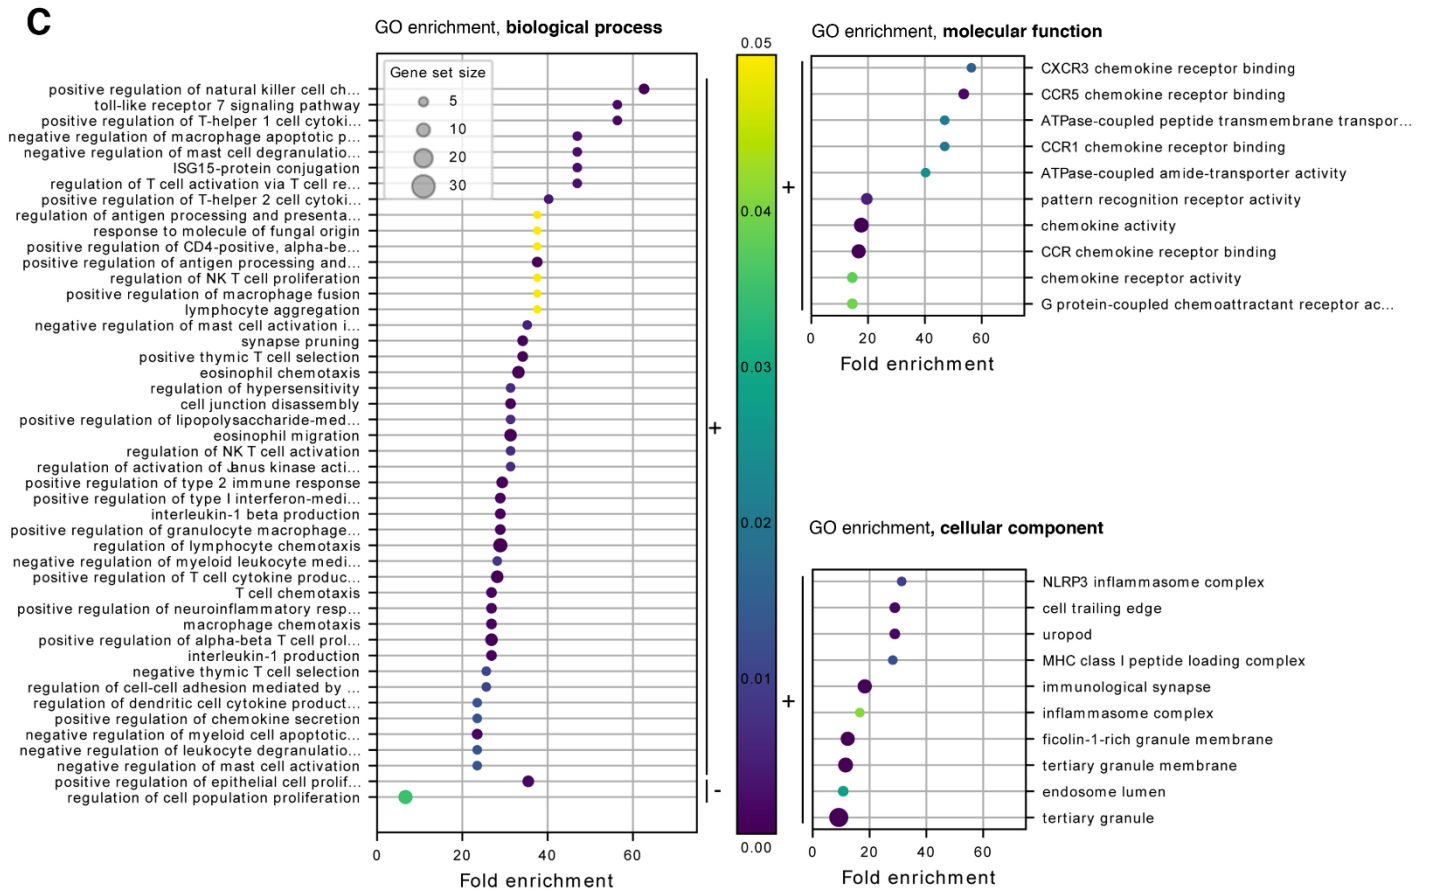 C
GO enrichment, biological process
Gene set size
5
10
20
30
positive regulation of natural killer cell ch...
toll-like receptor 7 signaling pathway
positive regulation of T-helper 1 cell cytoki...
negative regulation of macrophage apoptotic p...
negative regulation of mast cell degranulatio...
ISG15-protein conjugation
regulation of T cell activation via T cell re...
positive regulation of T-helper 2 cell cytoki...
regulation of antigen processing and presenta...
response to molecule of fungal origin
positive regulation of CD4-positive, alpha-be...
positive regulation of antigen processing and...
regulation of NK T cell proliferation
positive regulation of macrophage fusion
lymphocyte aggregation
negative regulation of mast cell activation i...
synapse pruning
positive thymic T cell selection
eosinophil chemotaxis
regulation of hypersensitivity
cell junction disassembly
positive regulation of lipopolysaccharide-med...
eosinophil migration
regulation of NK T cell activation
regulation of activation of Janus kinase acti...
positive regulation of type 2 immune response
positive regulation of type I interferon-medi...
interleukin-1 beta production
positive regulation of granulocyte macrophage...
regulation of lymphocyte chemotaxis
negative regulation of myeloid leukocyte medi...
positive regulation of T cell cytokine produc...
T cell chemotaxis
positive regulation of neuroinflammatory resp...
macrophage chemotaxis
positive regulation of alpha-beta T cell prol...
interleukin-1 production
negative thymic T cell selection
regulation of cell-cell adhesion mediated by ...
regulation of dendritic cell cytokine product...
positive regulation of chemokine secretion
negative regulation of myeloid cell apoptotic...
negative regulation of leukocyte degranulatio...
negative regulation of mast cell activation
positive regulation of epithelial cell prolif...
regulation of cell population proliferation
+
-
0 20 40 60
Fold enrichment
0.05
0.04
0.03
0.02
0.01
0.00
GO enrichment, molecular function
CXCR3 chemokine receptor binding
CCR5 chemokine receptor binding
ATPase-coupled peptide transmembrane transpor...
CCR1 chemokine receptor binding
ATPase-coupled amide-transporter activity
pattern recognition receptor activity
chemokine activity
CCR chemokine receptor binding
chemokine receptor activity
G protein-coupled chemoattractant receptor ac...
+
0 20 40 60
Fold enrichment
GO enrichment, cellular component
NLRP3 inflammasome complex
cell trailing edge
uropod
MHC class I peptide loading complex
immunological synapse
inflammasome complex
ficolin-1-rich granule membrane
tertiary granule membrane
endosome lumen
tertiary granule
+
0 20 40 60
Fold enrichment